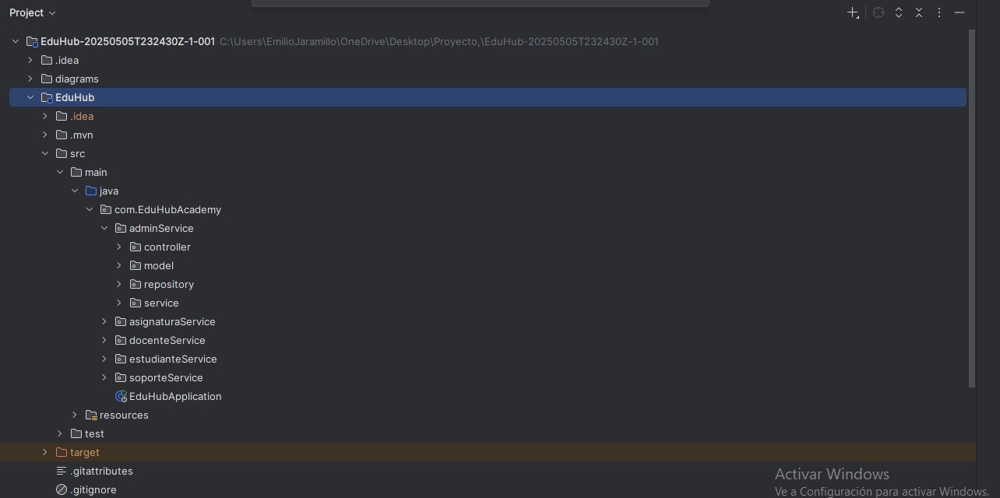 Project
EduHub-20250505T232430Z-1-001 C:\Users\EmilioJaramillo\OneDrive\Desktop\Proyecto,\EduHub-20250505T232430Z-1-001
.idea
diagrams
EduHub
.idea
.mvn
src
main
java
com.EduHubAcademy
adminService
controller
model
repository
service
asignaturaService
docenteService
estudianteService
soporteService
EduHubApplication
resources
test
target
.gitattributes
.gitignore
Activar Windows
Ve a Configuración para activar Windows.